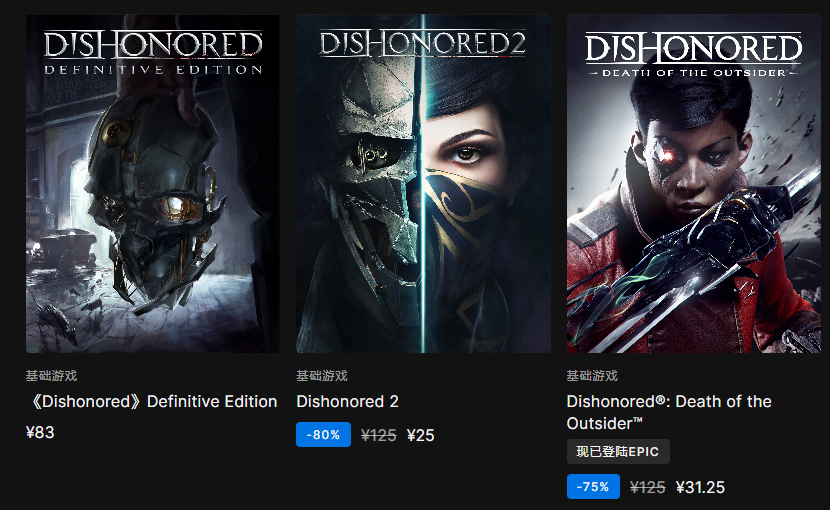 DISHONORED
DEFINITIVE EDITION
DISHONORED2
DISHONORED
DEATH OF THE OUTSIDER™
基础游戏
《Dishonored》Definitive Edition
¥83
基础游戏
Dishonored 2
-80% ¥125 ¥25
基础游戏
Dishonored®: Death of the
Outsider™
现已登陆EPIC
-75% ¥125 ¥31.25